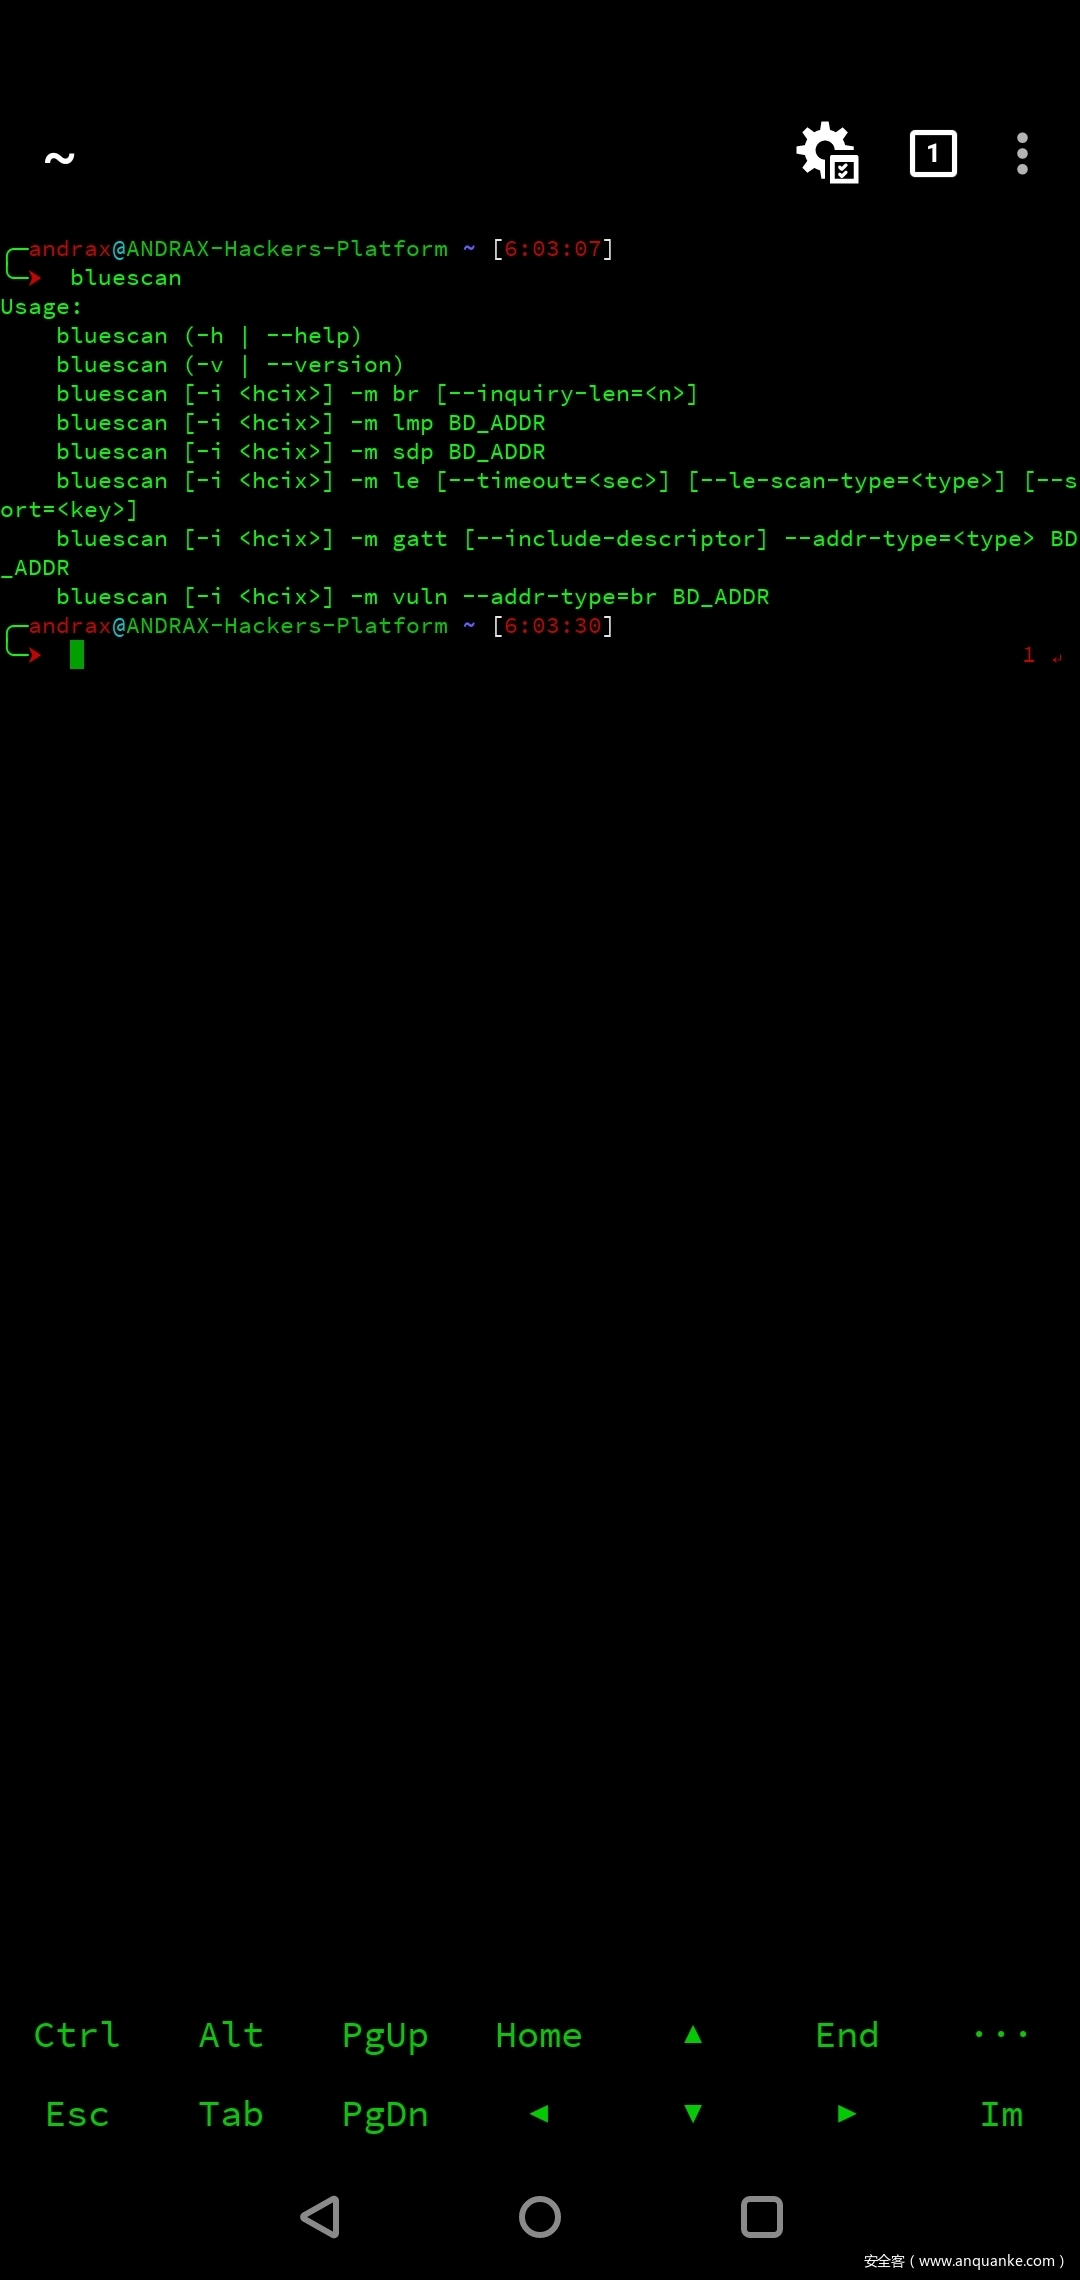 ~
1
andrax@ANDRAX-Hackers-Platform ~ [6:03:07]
bluescan
Usage:
    bluescan (-h | --help)
    bluescan (-v | --version)
    bluescan [-i <hcix>] -m br [--inquiry-len=<n>]
    bluescan [-i <hcix>] -m lmp BD_ADDR
    bluescan [-i <hcix>] -m sdp BD_ADDR
    bluescan [-i <hcix>] -m le [--timeout=<sec>] [--le-scan-type=<type>] [--s
ort=<key>]
    bluescan [-i <hcix>] -m gatt [--include-descriptor] --addr-type=<type> BD
_ADDR
    bluescan [-i <hcix>] -m vuln --addr-type=br BD_ADDR
andrax@ANDRAX-Hackers-Platform ~ [6:03:30]
1 ↵
Ctrl Alt PgUp Home ▲ End ···
Esc Tab PgDn ◄ ▼ ► Im
安全客（www.anquanke.com）